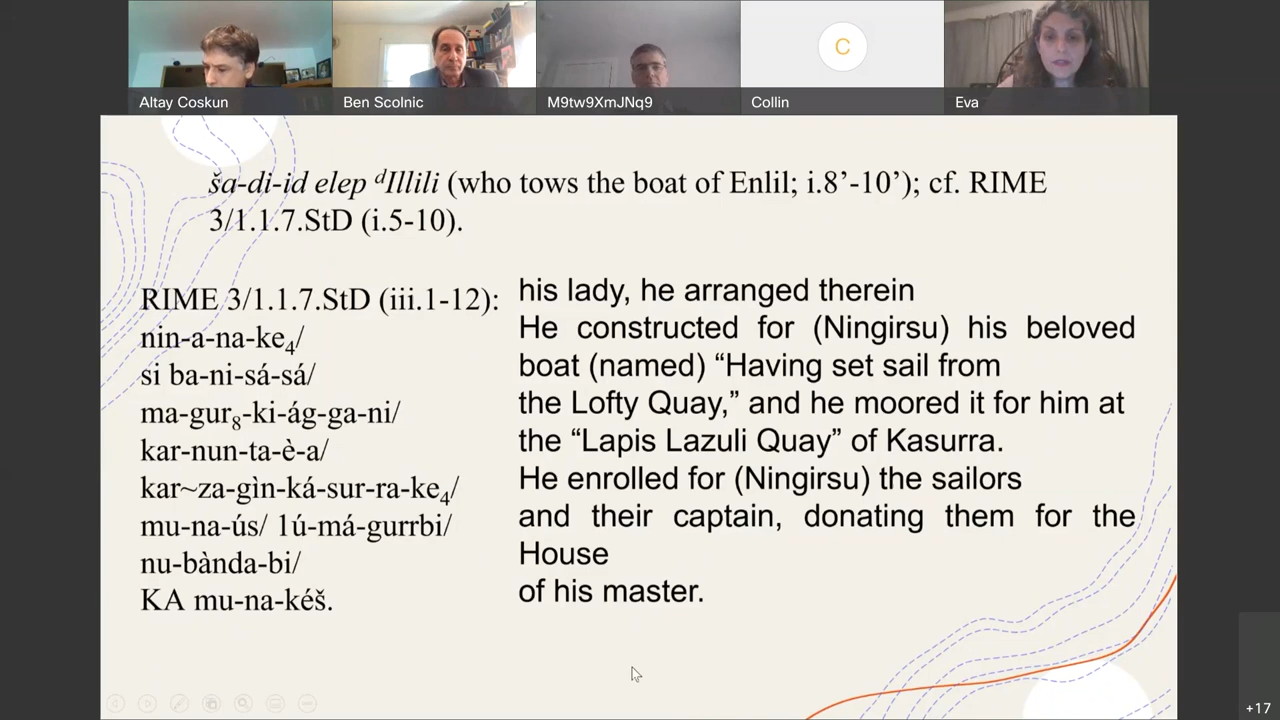 Altay Coskun
Ben Scolnic
M9tw9XmJNq9
C
Collin
Eva
ša-di-id elep ᵈIllili (who tows the boat of Enlil; i.8’-10’); cf. RIME
3/1.1.7.StD (i.5-10).
RIME 3/1.1.7.StD (iii.1-12):
nin-a-na-ke₄/
si ba-ni-sá-sá/
ma-gur₈-ki-ág-ga-ni/
kar-nun-ta-è-a/
kar~za-gìn-ká-sur-ra-ke₄/
mu-na-ús/ 1ú-má-gurrbi/
nu-bànda-bi/
KA mu-na-kéš.
his lady, he arranged therein
He constructed for (Ningirsu) his beloved
boat (named) “Having set sail from
the Lofty Quay,” and he moored it for him at
the “Lapis Lazuli Quay” of Kasurra.
He enrolled for (Ningirsu) the sailors
and their captain, donating them for the
House
of his master.
+17